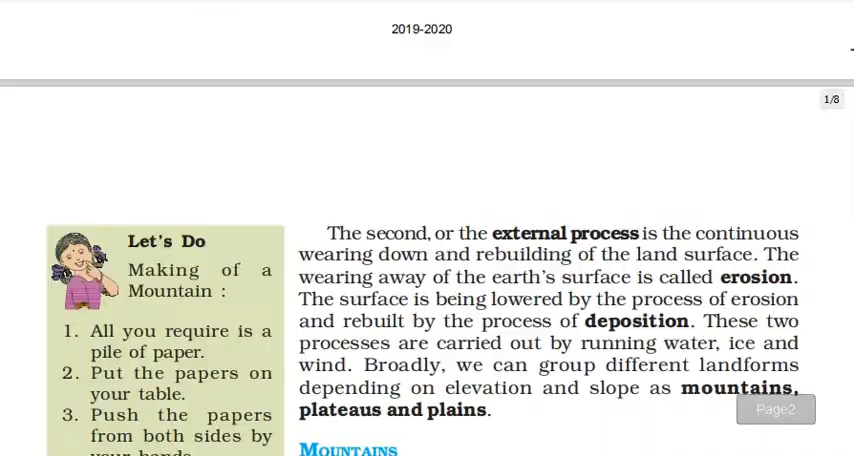 2019-2020
1/8
Let's Do
Making of a
Mountain :
1. All you require is a
pile of paper.
2. Put the papers on
your table.
3. Push the papers
from both sides by
your hands.
The second, or the external process is the continuous
wearing down and rebuilding of the land surface. The
wearing away of the earth's surface is called erosion.
The surface is being lowered by the process of erosion
and rebuilt by the process of deposition. These two
processes are carried out by running water, ice and
wind. Broadly, we can group different landforms
depending on elevation and slope as mountains,
plateaus and plains.
Page2
MOUNTAINS